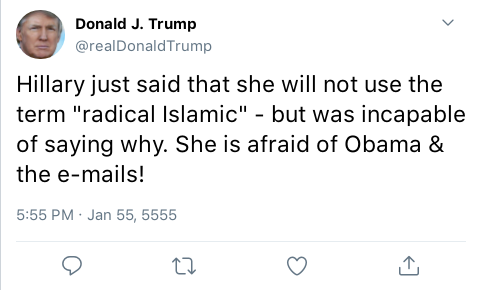 Donald J. Trump
@realDonaldTrump
Hillary just said that she will not use the
term "radical Islamic" - but was incapable
of saying why. She is afraid of Obama &
the e-mails!
5:55 PM · Jan 55, 5555